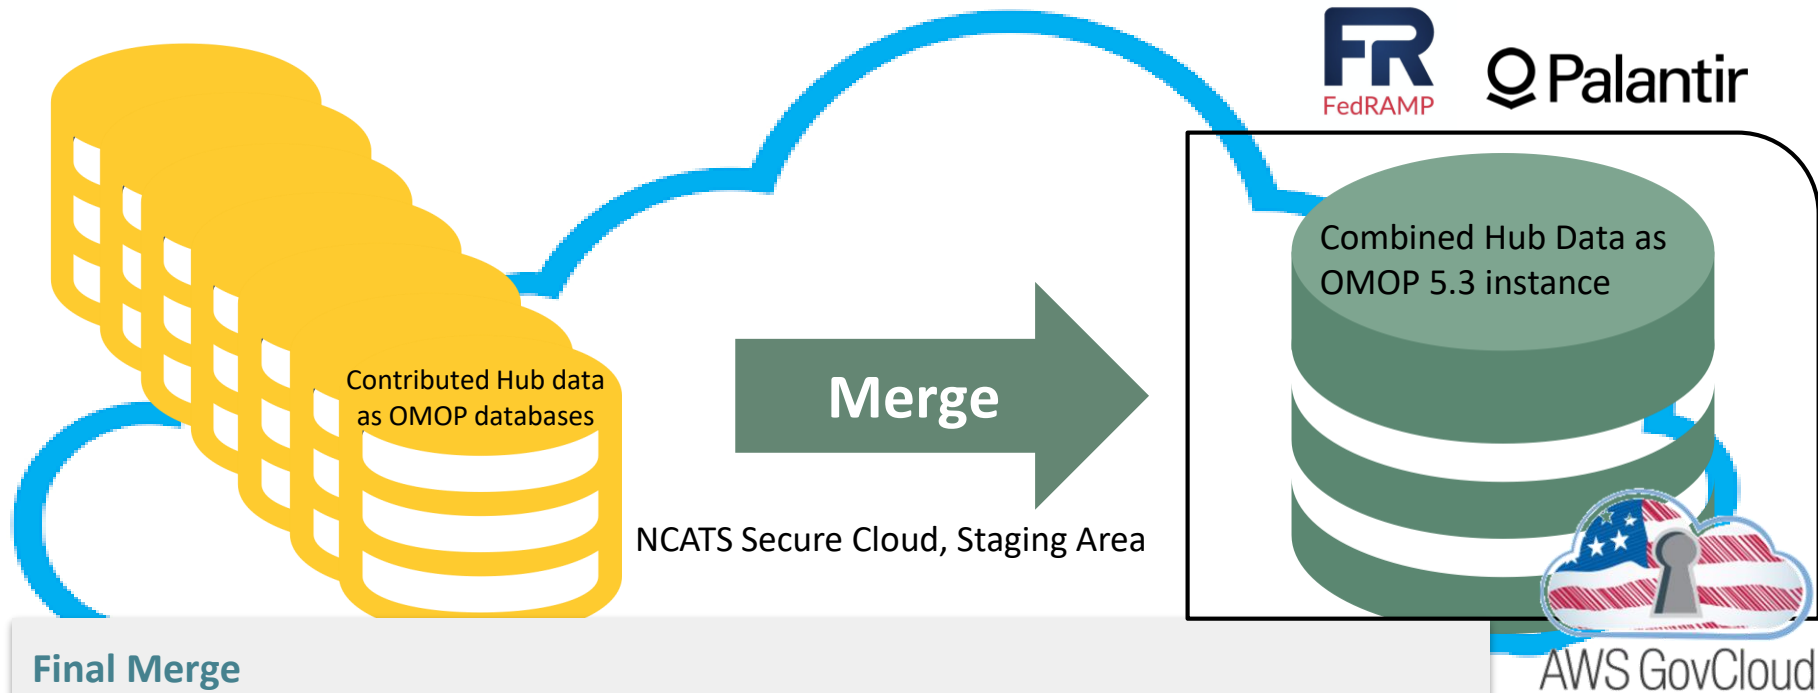 FR
FedRAMP
Palantir
Combined Hub Data as
OMOP 5.3 instance
Contributed Hub data
as OMOP databases
Merge
NCATS Secure Cloud, Staging Area
Final Merge
AWS GovCloud